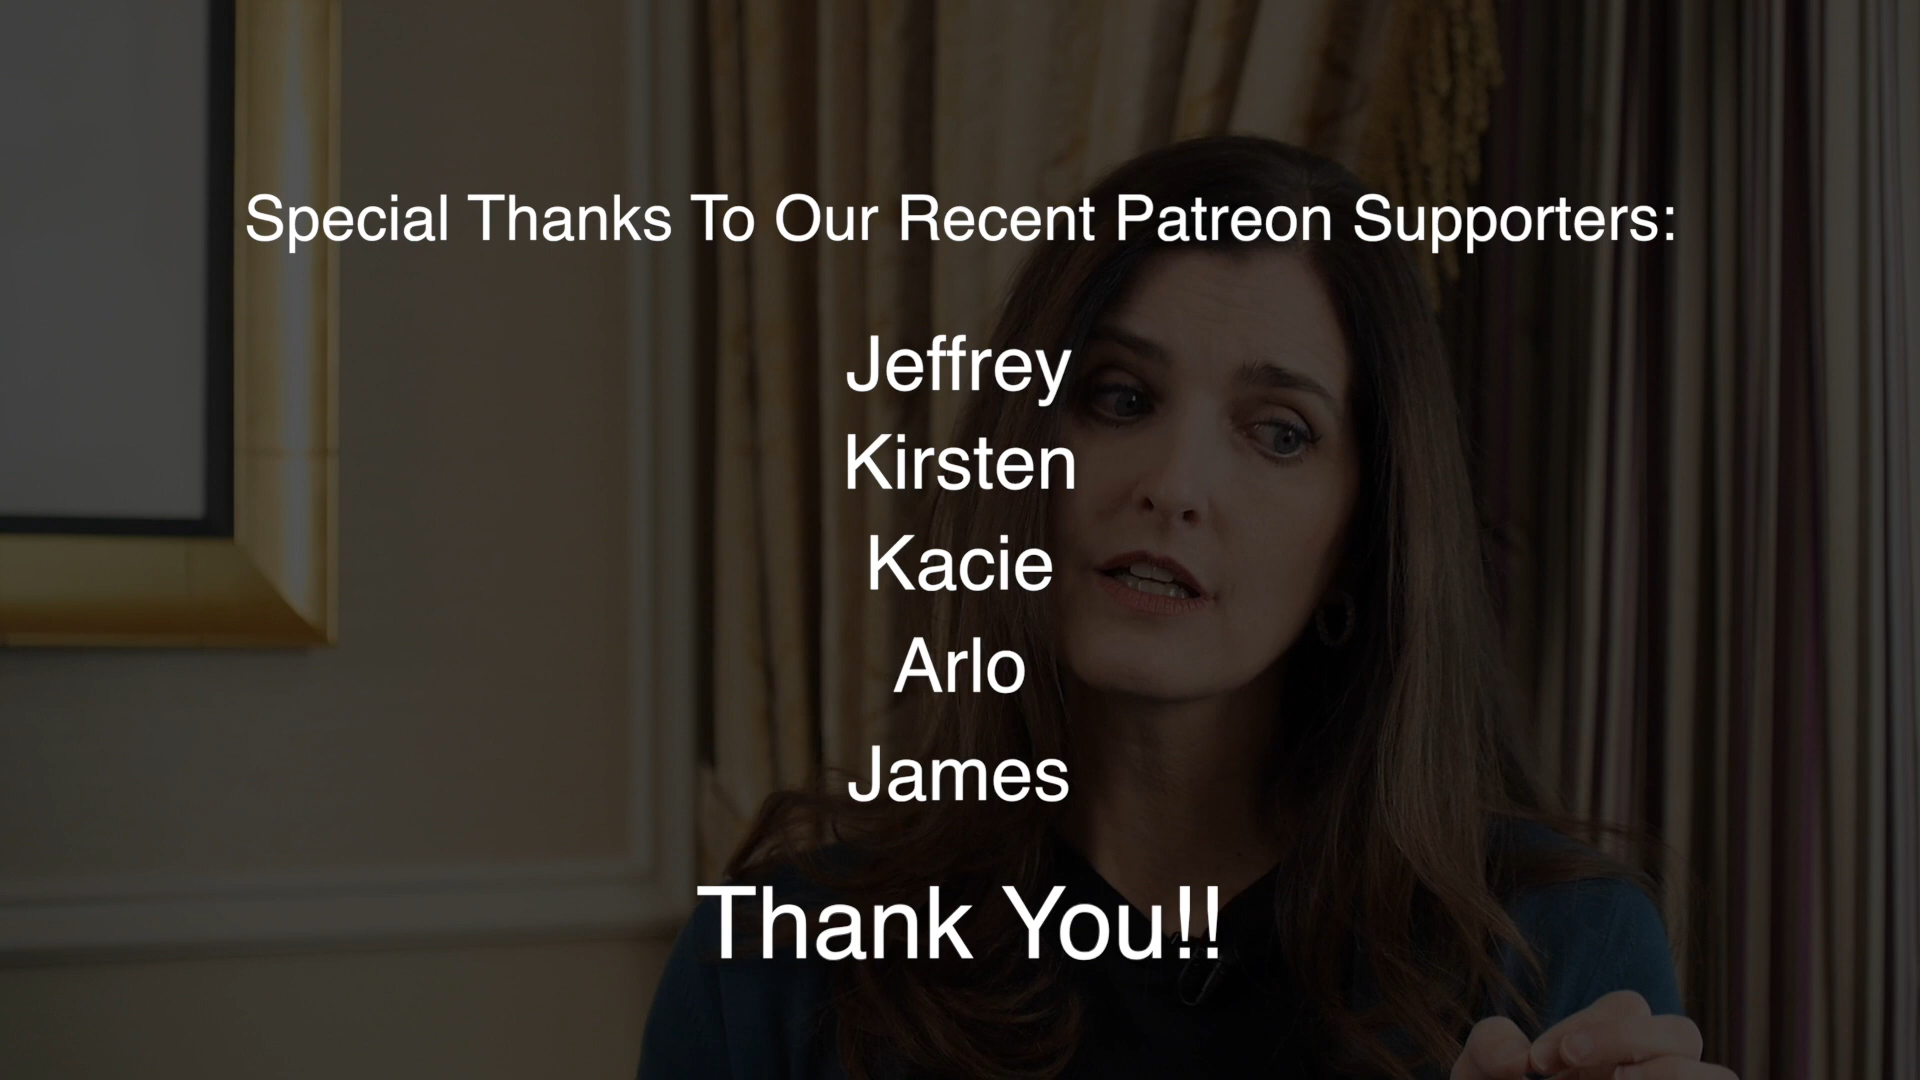 Special Thanks To Our Recent Patreon Supporters:
Jeffrey
Kirsten
Kacie
Arlo
James
Thank You!!